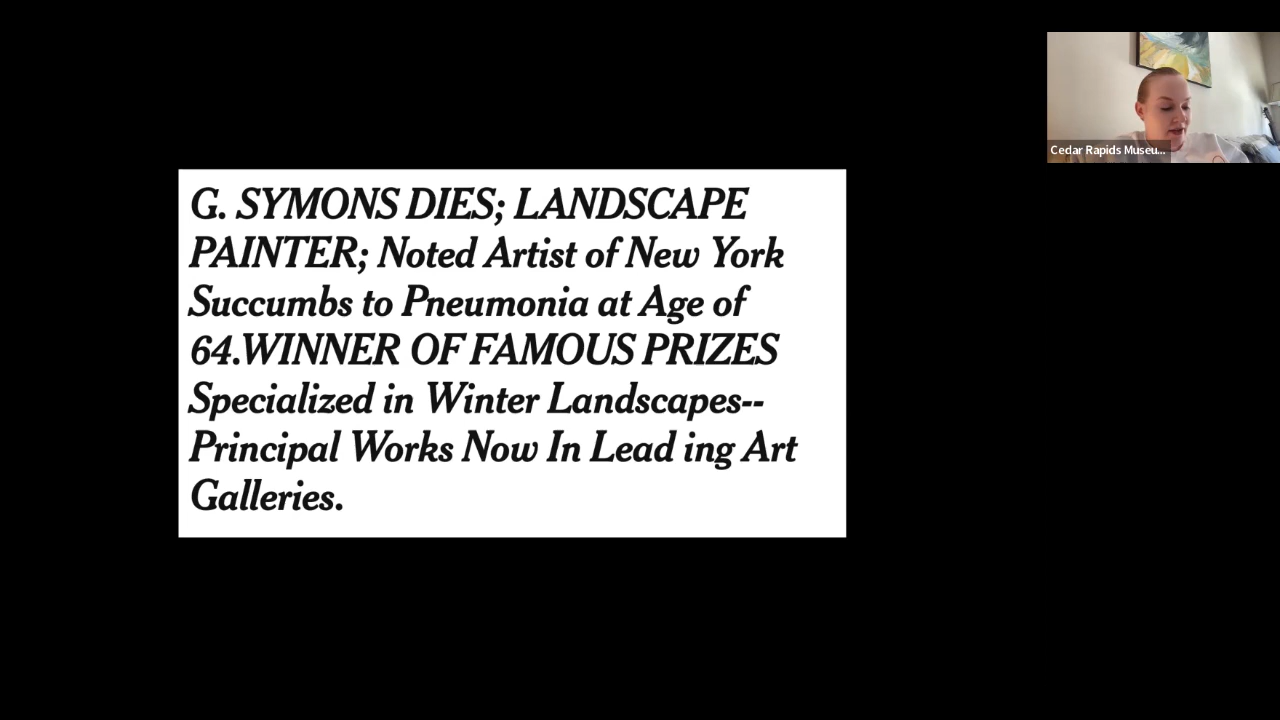 Cedar Rapids Museu...
G. SYMONS DIES; LANDSCAPE
PAINTER; Noted Artist of New York
Succumbs to Pneumonia at Age of
64.WINNER OF FAMOUS PRIZES
Specialized in Winter Landscapes--
Principal Works Now In Lead ing Art
Galleries.